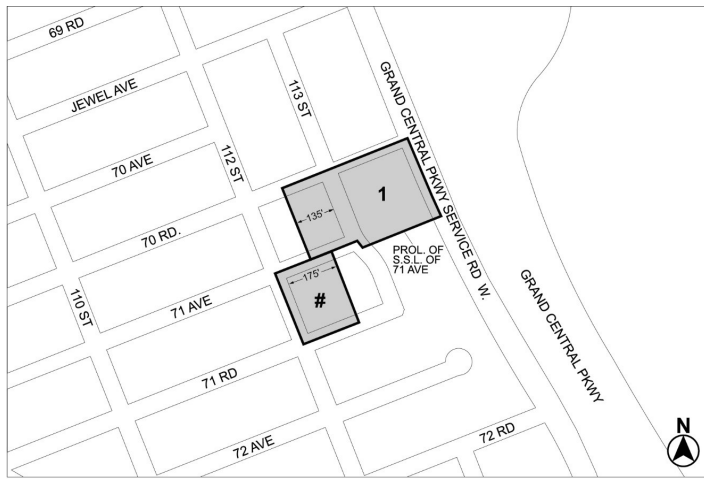 69 RD
JEWEL AVE
113 ST
GRAND CENTRAL PKWY SERVICE RD W.
112 ST
70 AVE
1
135'
70 RD.
PROL. OF
S.S.L. OF
71 AVE
175'
#
110 ST
71 AVE
GRAND CENTRAL PKWY
71 RD
72 AVE
72 RD
N